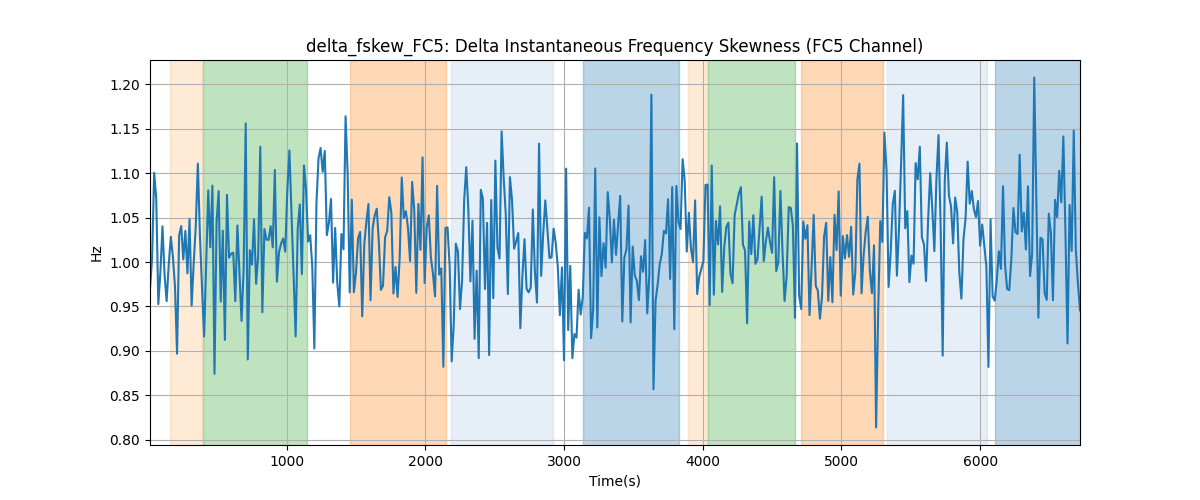 delta_fskew_FC5: Delta Instantaneous Frequency Skewness (FC5 Channel)
1.20
1.15
1.10
1.05
1.00
0.95
0.90
0.85
0.80
Hz
1000 2000 3000 4000 5000 6000
Time(s)